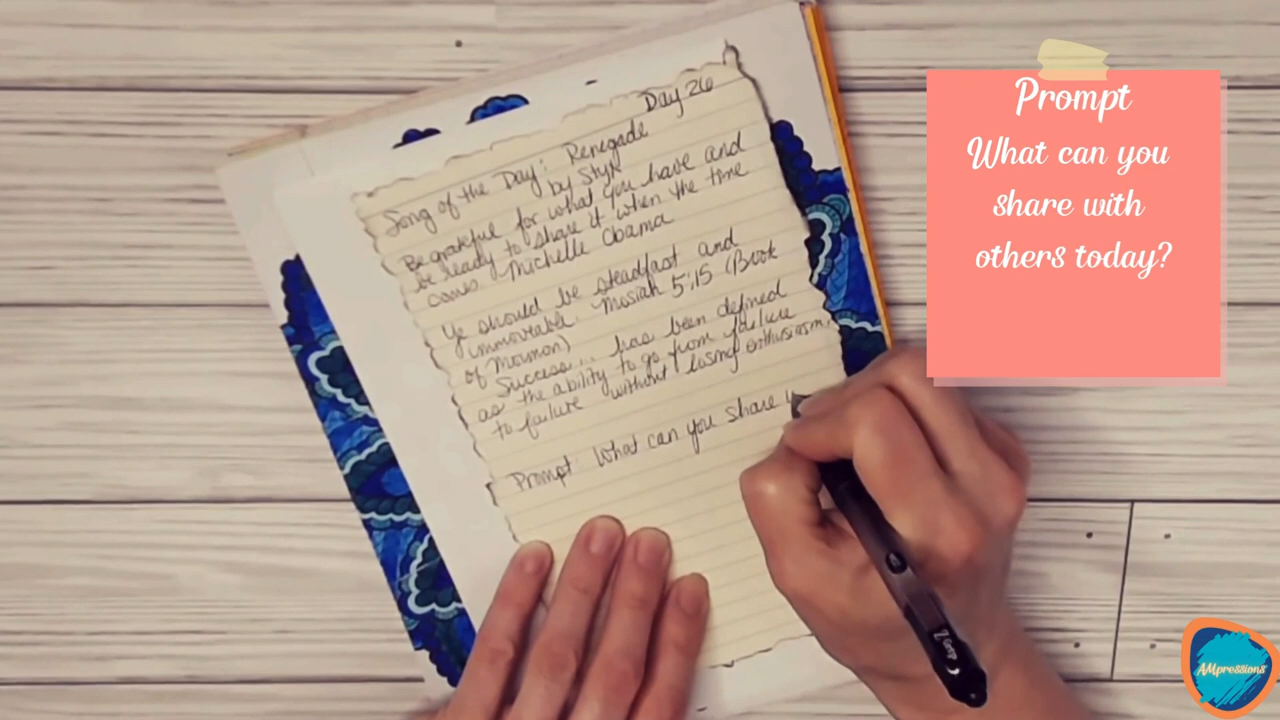 Day 26
Song of the Day: Renegade
by Styx
Be grateful for what you have and
be ready to share it when the time
comes -Michelle Obama
Ye should be steadfast and
immoveable. Mosiah 5:15 (Book
of Mormon)
Success... has been defined
as the ability to go from failure
to failure without losing enthusiasm.
Prompt: What can you share w
Prompt
What can you
share with
others today?
Z Grip
AMpressions